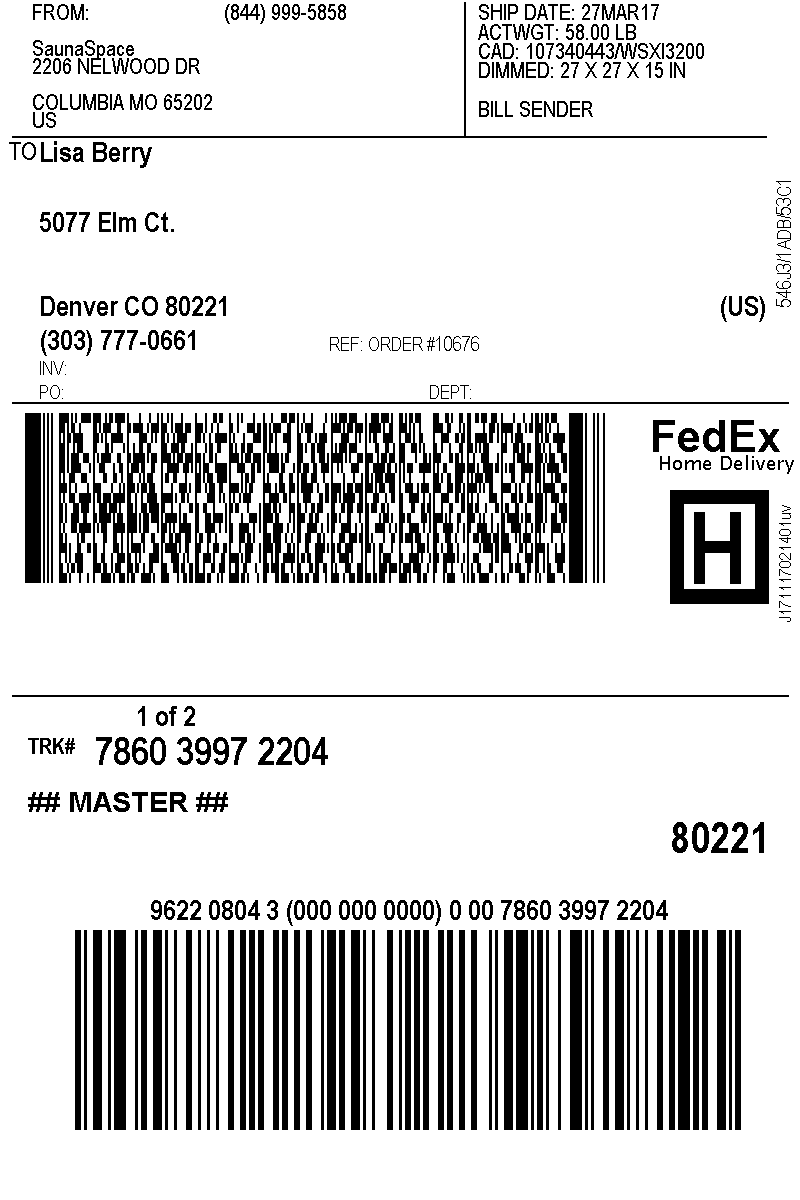 FROM: (844) 999-5858
SaunaSpace
2206 NELWOOD DR
COLUMBIA MO 65202
US
SHIP DATE: 27MAR17
ACTWGT: 58.00 LB
CAD: 107340443/WSXI3200
DIMMED: 27 X 27 X 15 IN
BILL SENDER
TO Lisa Berry
5077 Elm Ct.
Denver CO 80221 (US)
(303) 777-0661 REF: ORDER #10676
INV:
PO: DEPT:
546J3/1ADB/53C1
FedEx
Home Delivery
H
J171117021401uv
1 of 2
TRK# 7860 3997 2204
## MASTER ##
80221
9622 0804 3 (000 000 0000) 0 00 7860 3997 2204